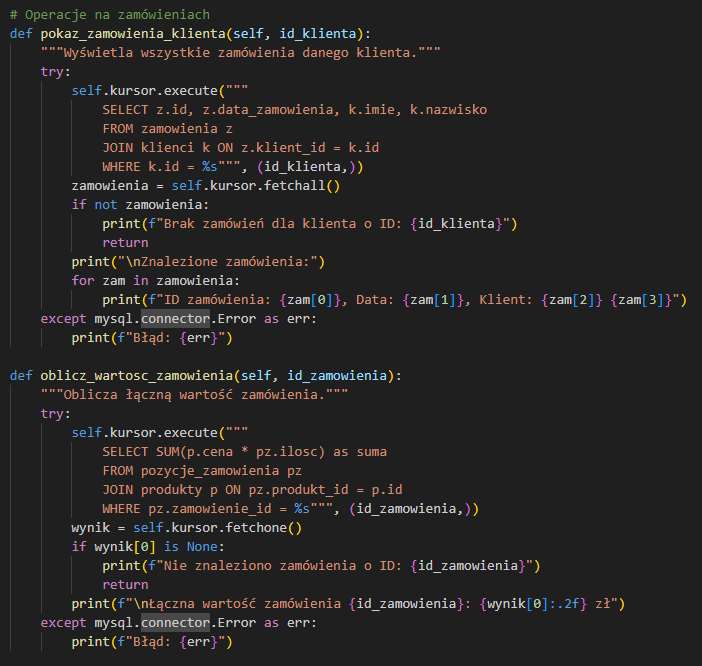 # Operacje na zamówieniach
def pokaz_zamowienia_klienta(self, id_klienta):
    """Wyświetla wszystkie zamówienia danego klienta."""
    try:
        self.kursor.execute("""
            SELECT z.id, z.data_zamowienia, k.imie, k.nazwisko
            FROM zamowienia z
            JOIN klienci k ON z.klient_id = k.id
            WHERE k.id = %s""", (id_klienta,))
        zamowienia = self.kursor.fetchall()
        if not zamowienia:
            print(f"Brak zamówień dla klienta o ID: {id_klienta}")
            return
        print("\nZnalezione zamówienia:")
        for zam in zamowienia:
            print(f"ID zamówienia: {zam[0]}, Data: {zam[1]}, Klient: {zam[2]} {zam[3]}")
    except mysql.connector.Error as err:
        print(f"Błąd: {err}")

def oblicz_wartosc_zamowienia(self, id_zamowienia):
    """Oblicza łączną wartość zamówienia."""
    try:
        self.kursor.execute("""
            SELECT SUM(p.cena * pz.ilosc) as suma
            FROM pozycje_zamowienia pz
            JOIN produkty p ON pz.produkt_id = p.id
            WHERE pz.zamowienie_id = %s""", (id_zamowienia,))
        wynik = self.kursor.fetchone()
        if wynik[0] is None:
            print(f"Nie znaleziono zamówienia o ID: {id_zamowienia}")
            return
        print(f"\nŁączna wartość zamówienia {id_zamowienia}: {wynik[0]:.2f} zł")
    except mysql.connector.Error as err:
        print(f"Błąd: {err}")